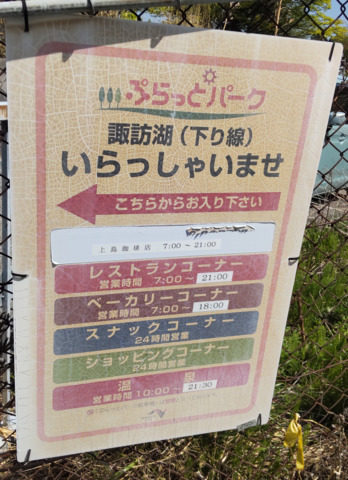 ぷらっとパーク
諏訪湖(下り線)
いらっしゃいませ
こちらからお入り下さい
上島珈琲店 7:00~21:00
レストランコーナー
営業時間 7:00~21:00
ベーカリーコーナー
営業時間 7:00~18:00
スナックコーナー
24時間営業
ショッピングコーナー
24時間営業
温泉
営業時間10:00~21:30